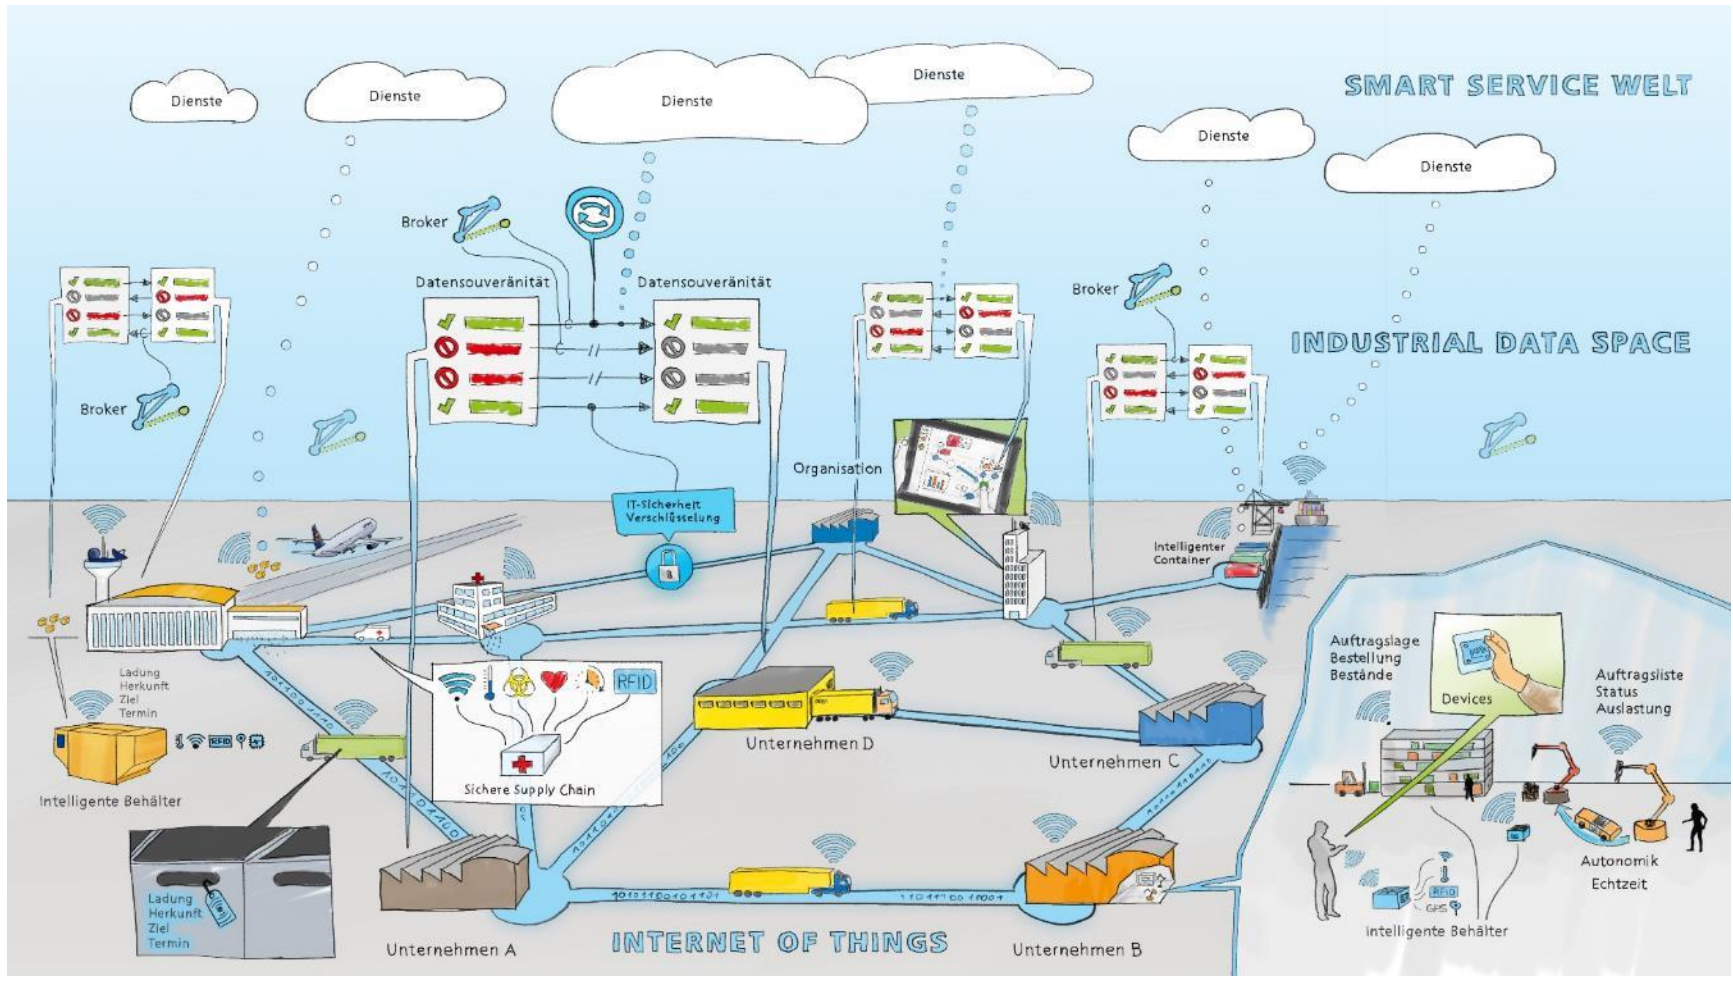 Dienste
Dienste
Dienste
Dienste
Dienste
Dienste
SMART SERVICE WELT
INDUSTRIAL DATA SPACE
Broker
Datensouveränität
Datensouveränität
Broker
Broker
Organisation
IT-Sicherheit
Verschlüsselung
Intelligenter
Container
Ladung
Herkunft
Ziel
Termin
RFID
Sichere Supply Chain
RFID
Intelligente Behälter
Ladung
Herkunft
Ziel
Termin
Unternehmen A
Unternehmen D
Unternehmen C
Unternehmen B
INTERNET OF THINGS
Auftragslage
Bestellung
Bestände
Devices
Auftragsliste
Status
Auslastung
Autonomik
Echtzeit
RFID
GPS
Intelligente Behälter